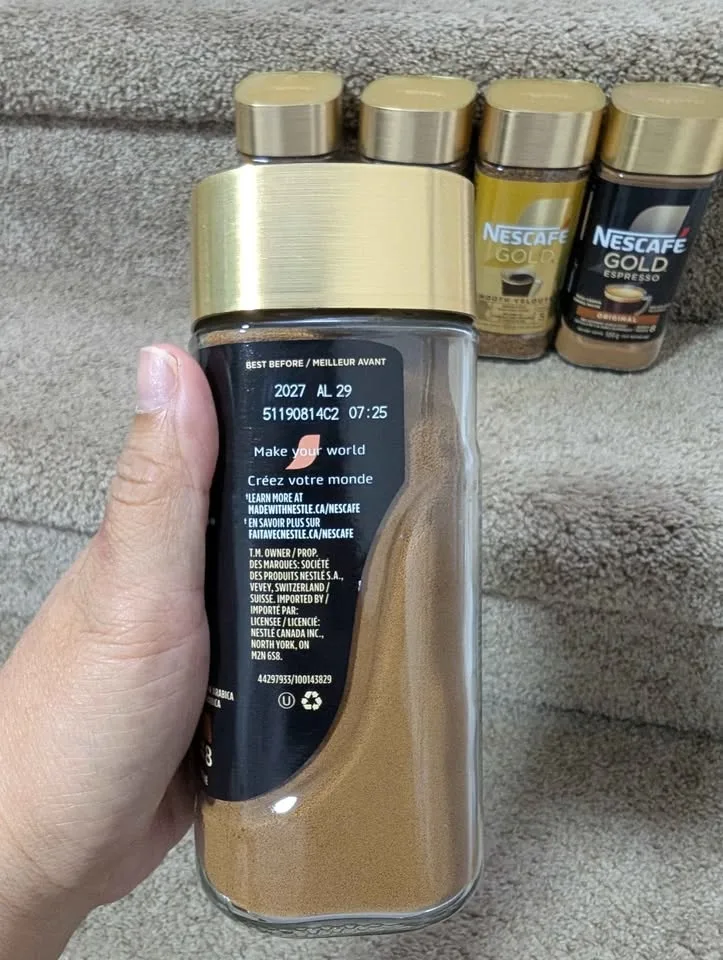 BEST BEFORE / MEILLEUR AVANT
2027 AL 29
51190814C2 07:25
Make your world
Créez votre monde
LEARN MORE AT
MADEWITHNESTLE.CA/NESCAFE
EN SAVOIR PLUS SUR
FAITAVECNESTLE.CA/NESCAFE
T.M. OWNER / PROP.
DES MARQUES: SOCIÉTÉ
DES PRODUITS NESTLÉ S.A.,
VEVEY, SWITZERLAND /
SUISSE. IMPORTED BY /
IMPORTÉ PAR:
LICENSEE / LICENCIÉ:
NESTLÉ CANADA INC.,
NORTH YORK, ON
M2N 6S8.
44297933/100143829
U
ARABICA
8
NESCAFÉ
GOLD
NESCAFÉ
GOLD
ESPRESSO
ORIGINAL
8